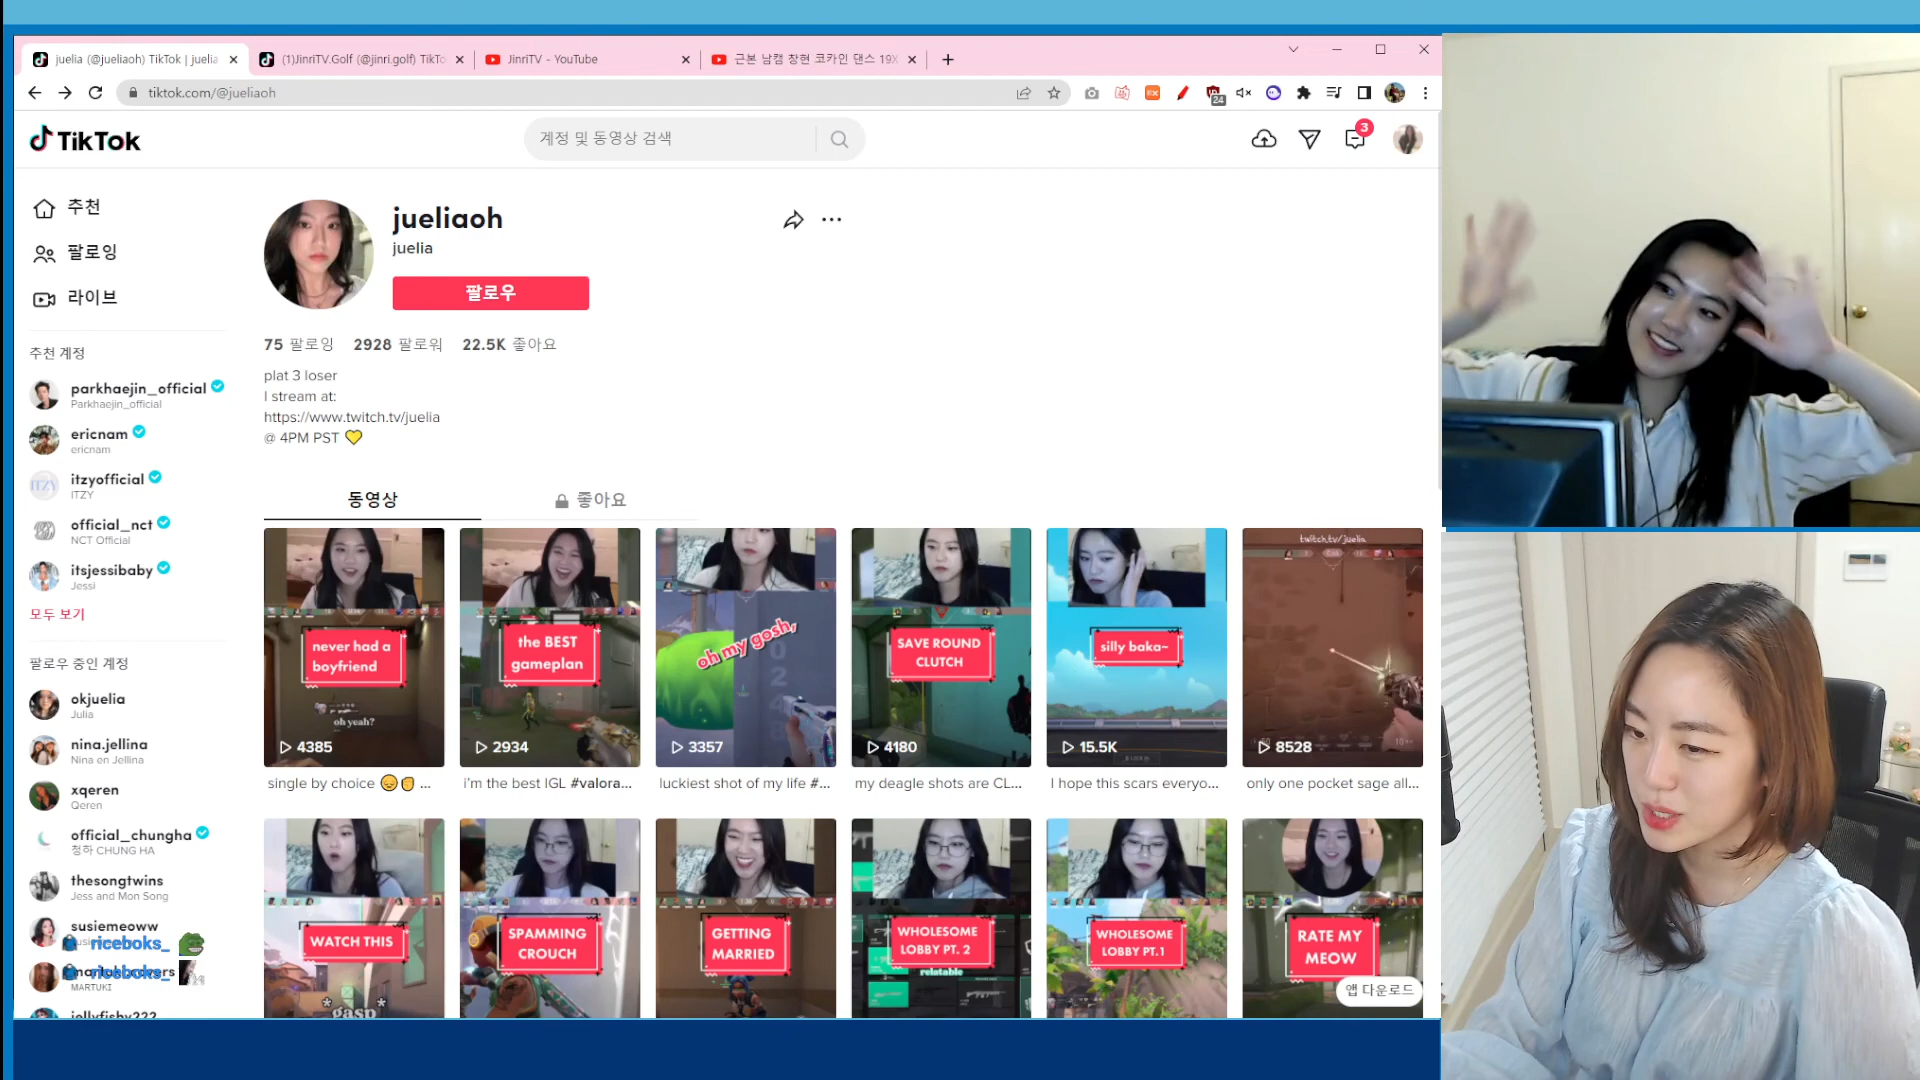 juelia (@jueliaoh) TikTok | juelia
(1)JinriTV.Golf (@jinri.golf) TikTo
JinriTV - YouTube
근본 남캠 창현 코카인 댄스 19X
tiktok.com/@jueliaoh
24
TikTok
계정 및 동영상 검색
3
추천
팔로잉
라이브
추천 계정
parkhaejin_official
Parkhaejin_official
ericnam
ericnam
ITZY
itzyofficial
ITZY
official_nct
NCT Official
itsjessibaby
Jessi
모두 보기
팔로우 중인 계정
okjuelia
Julia
nina.jellina
Nina en Jellina
xqeren
Qeren
official_chungha
청하 CHUNG HA
thesongtwins
Jess and Mon Song
susiemeoww
riceboks_
riceboks_
MARTUKI
jellyfishy222
jueliaoh
juelia
팔로우
75 팔로잉 2928 팔로워 22.5K 좋아요
plat 3 loser
I stream at:
https://www.twitch.tv/juelia
@ 4PM PST 💛
동영상
좋아요
never had a
boyfriend
oh yeah?
4385
single by choice 😔✊ ...
the BEST
gameplan
2934
i'm the best IGL #valora...
oh my gosh,
3357
luckiest shot of my life #...
SAVE ROUND
CLUTCH
4180
my deagle shots are CL...
silly baka~
15.5K
I hope this scars everyo...
twitch.tv/juelia
8528
only one pocket sage all...
WATCH THIS
* gasp *
SPAMMING
CROUCH
GETTING
MARRIED
WHOLESOME
LOBBY PT. 2
relatable
WHOLESOME
LOBBY PT.1
RATE MY
MEOW
앱 다운로드